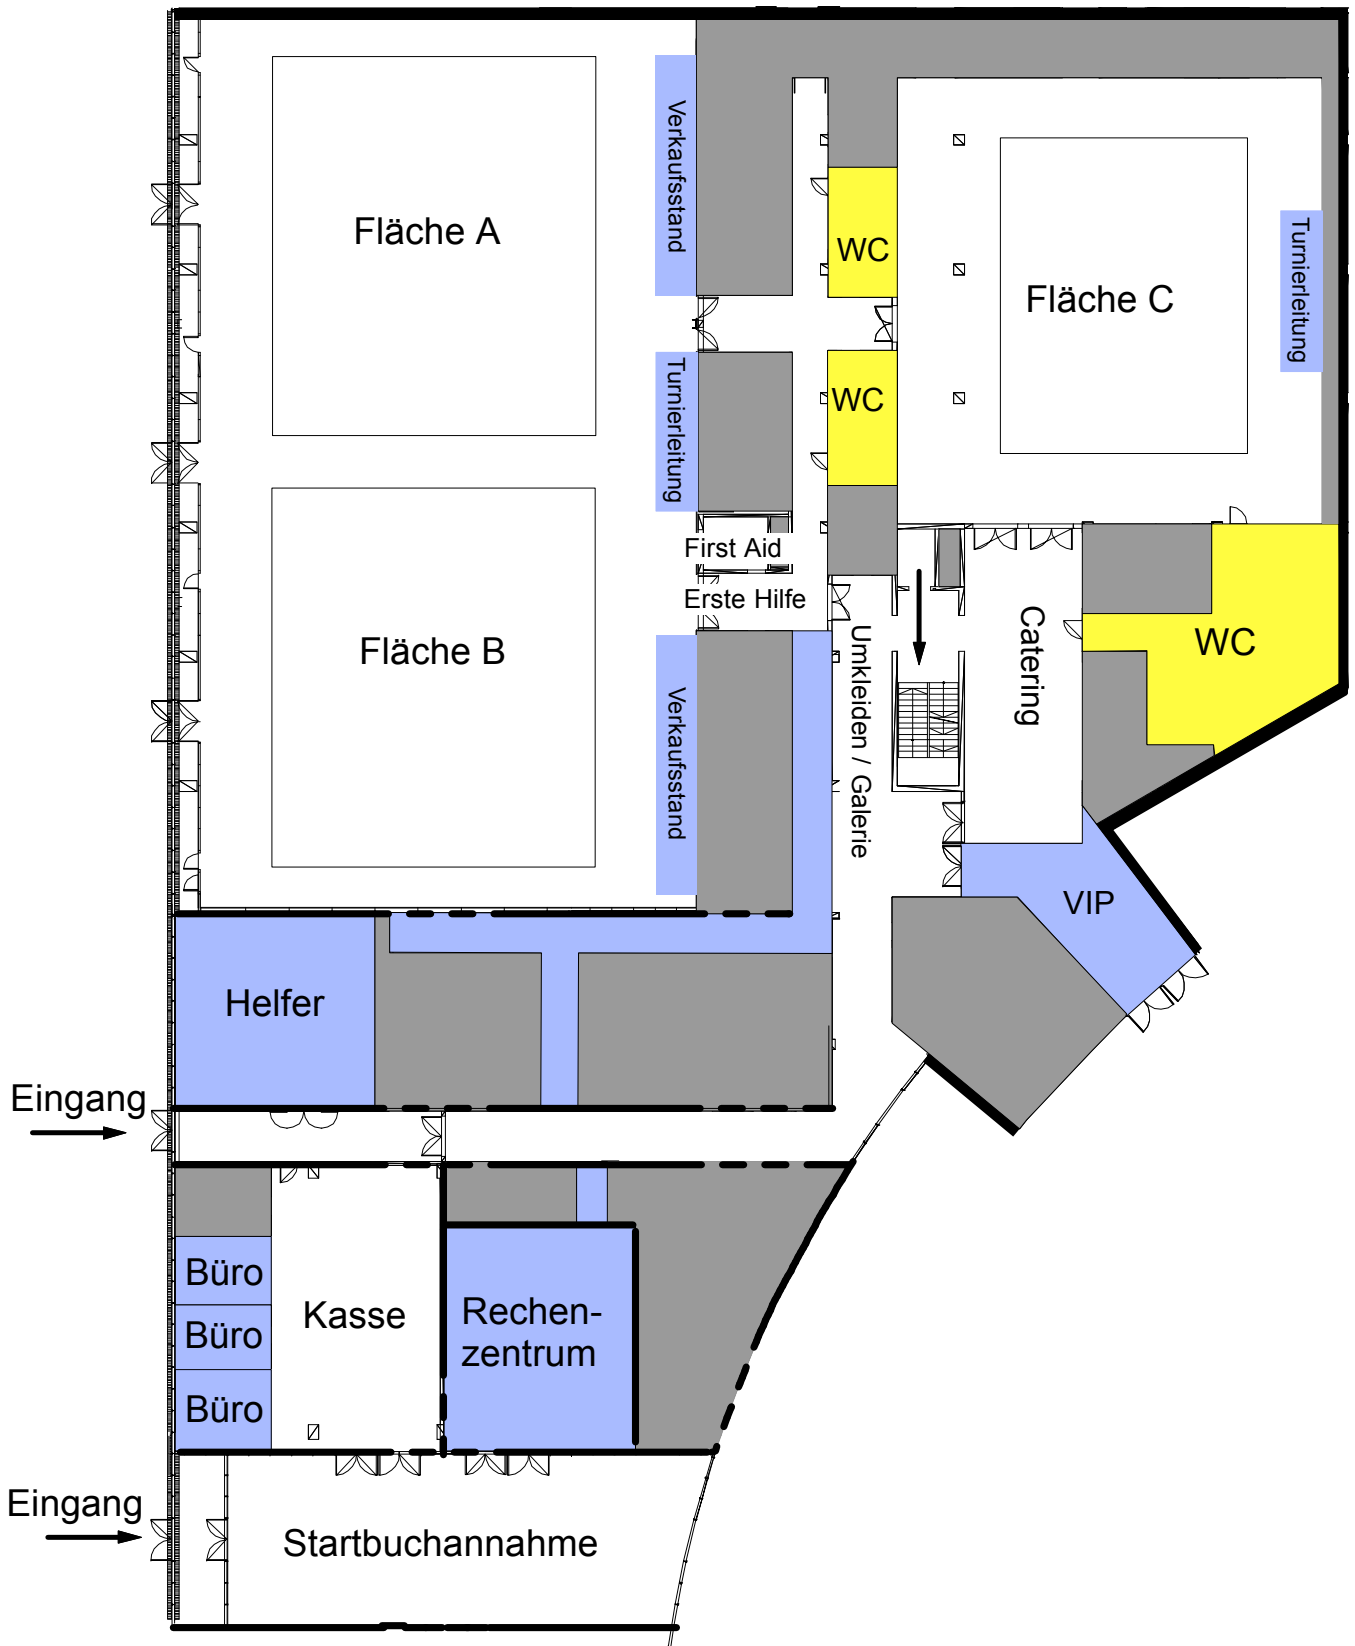 Verkaufsstand
Fläche A
WC
Turnierleitung
Fläche C
Turnierleitung
WC
First Aid
Erste Hilfe
Fläche B
Umkleiden / Galerie
Catering
WC
Verkaufsstand
VIP
Helfer
Eingang
Büro
Kasse
Rechen-
zentrum
Büro
Büro
Eingang
Startbuchannahme